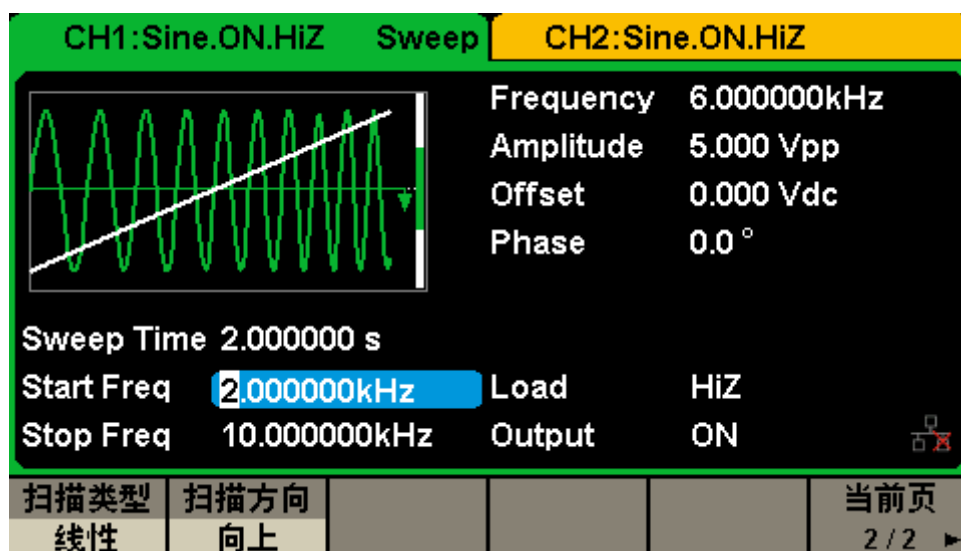 CH1:Sine.ON.HiZ Sweep CH2:Sine.ON.HiZ
Frequency 6.000000kHz
Amplitude 5.000 Vpp
Offset 0.000 Vdc
Phase 0.0 °
Sweep Time 2.000000 s
Start Freq 2.000000kHz Load HiZ
Stop Freq 10.000000kHz Output ON
扫描类型 扫描方向 当前页
线性 向上 2/2